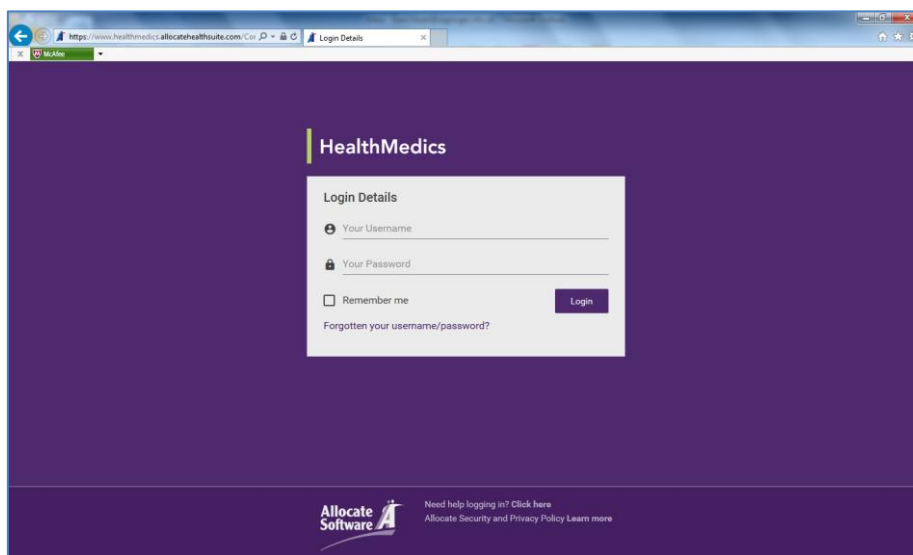 https://www.healthmedics.allocatehealthsuite.com/Cor
Login Details
McAfee
HealthMedics
Login Details
Your Username
Your Password
Remember me
Login
Forgotten your username/password?
Allocate
Software
Need help logging in? Click here
Allocate Security and Privacy Policy Learn more